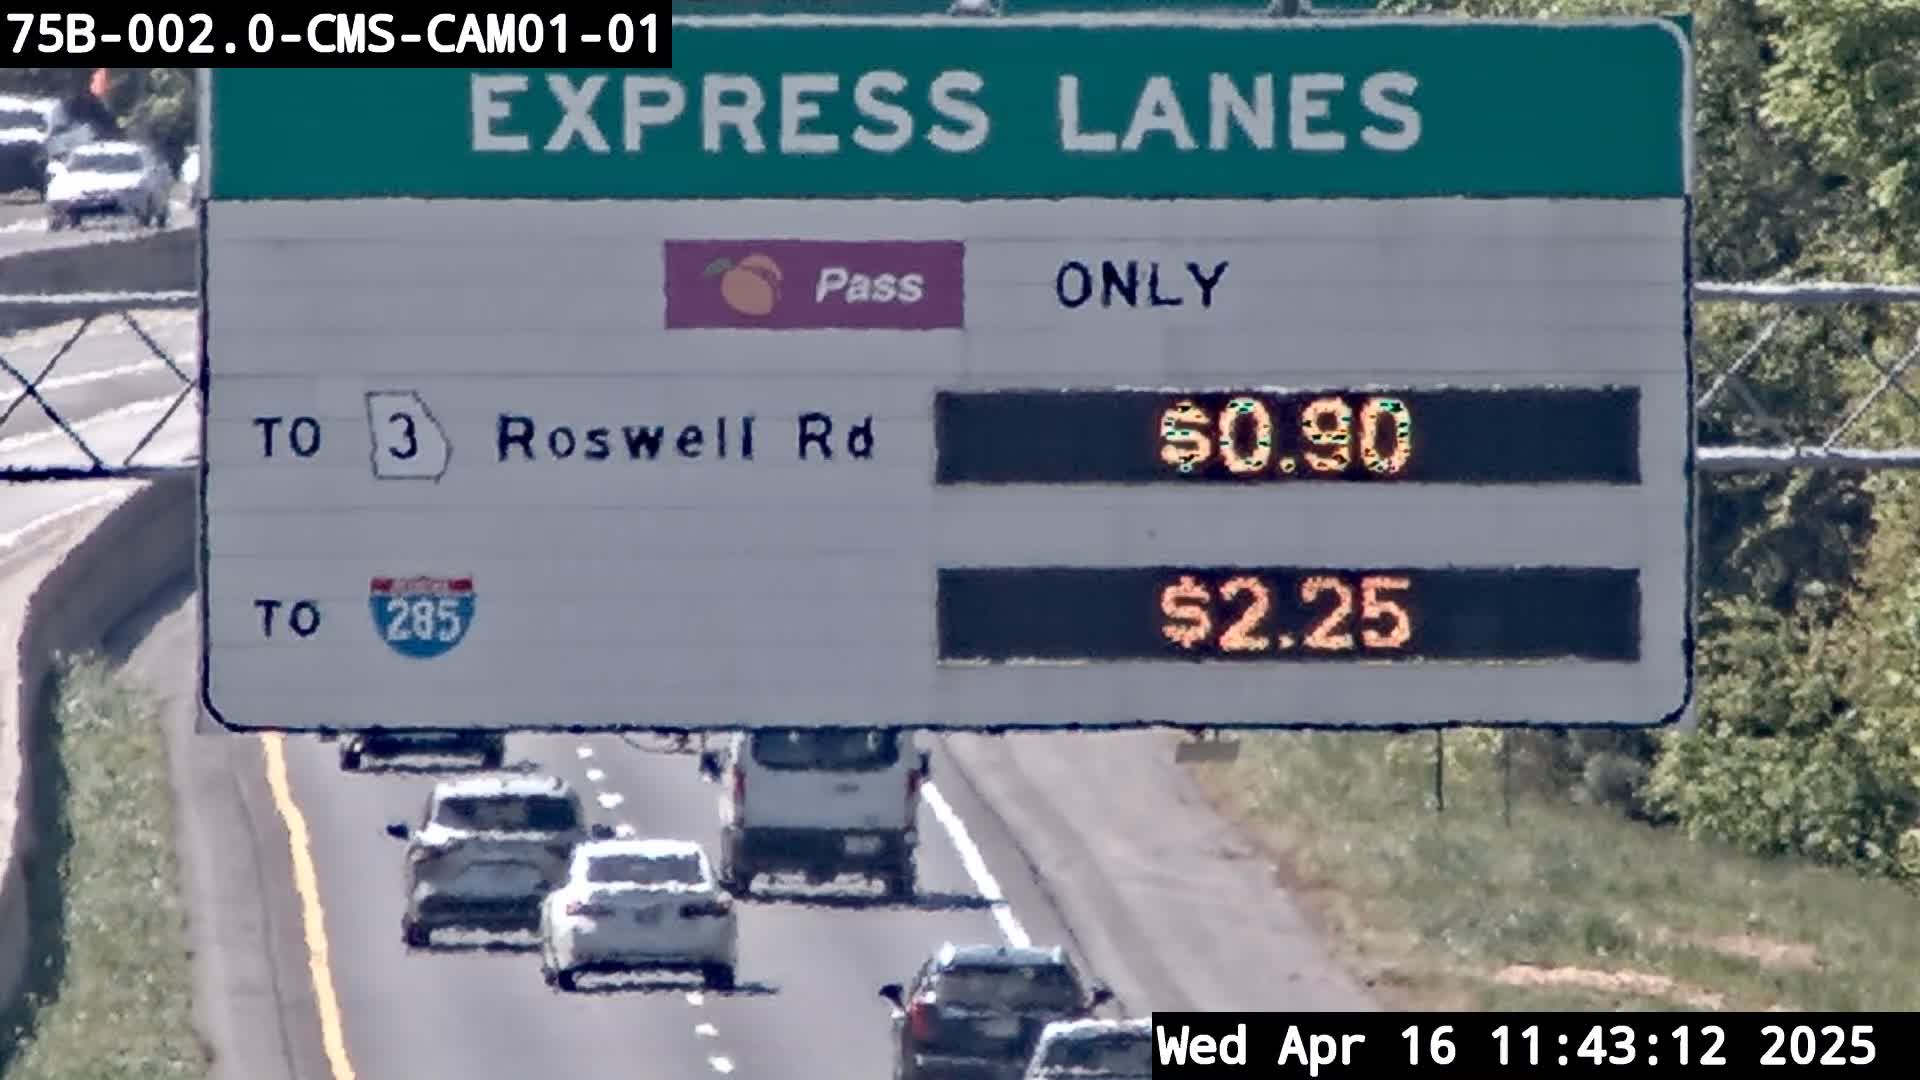 75B-002.0-CMS-CAM01-01
EXPRESS LANES
Pass ONLY
TO 3 Roswell Rd $0.90
TO 285 $2.25
Wed Apr 16 11:43:12 2025